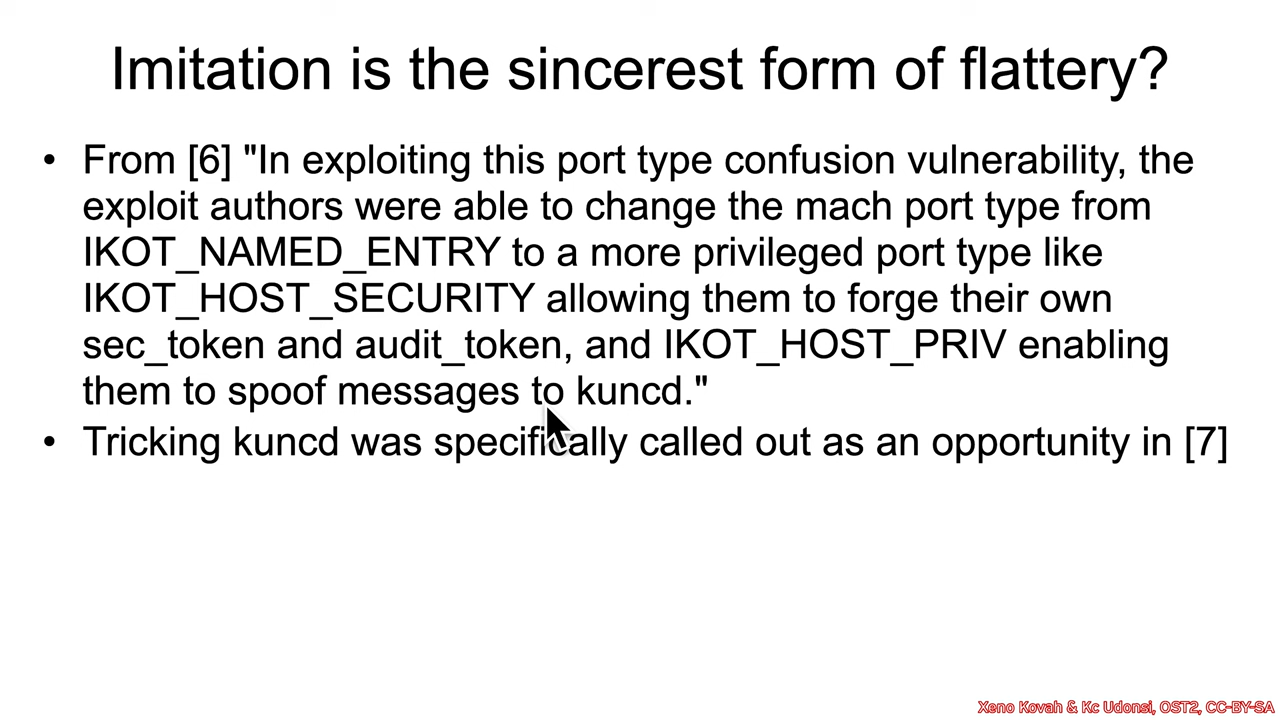 Imitation is the sincerest form of flattery?
• From [6] "In exploiting this port type confusion vulnerability, the
exploit authors were able to change the mach port type from
IKOT_NAMED_ENTRY to a more privileged port type like
IKOT_HOST_SECURITY allowing them to forge their own
sec_token and audit_token, and IKOT_HOST_PRIV enabling
them to spoof messages to kuncd."
• Tricking kuncd was specifically called out as an opportunity in [7]
Xeno Kovah & Kc Udonsi, OST2, CC-BY-SA